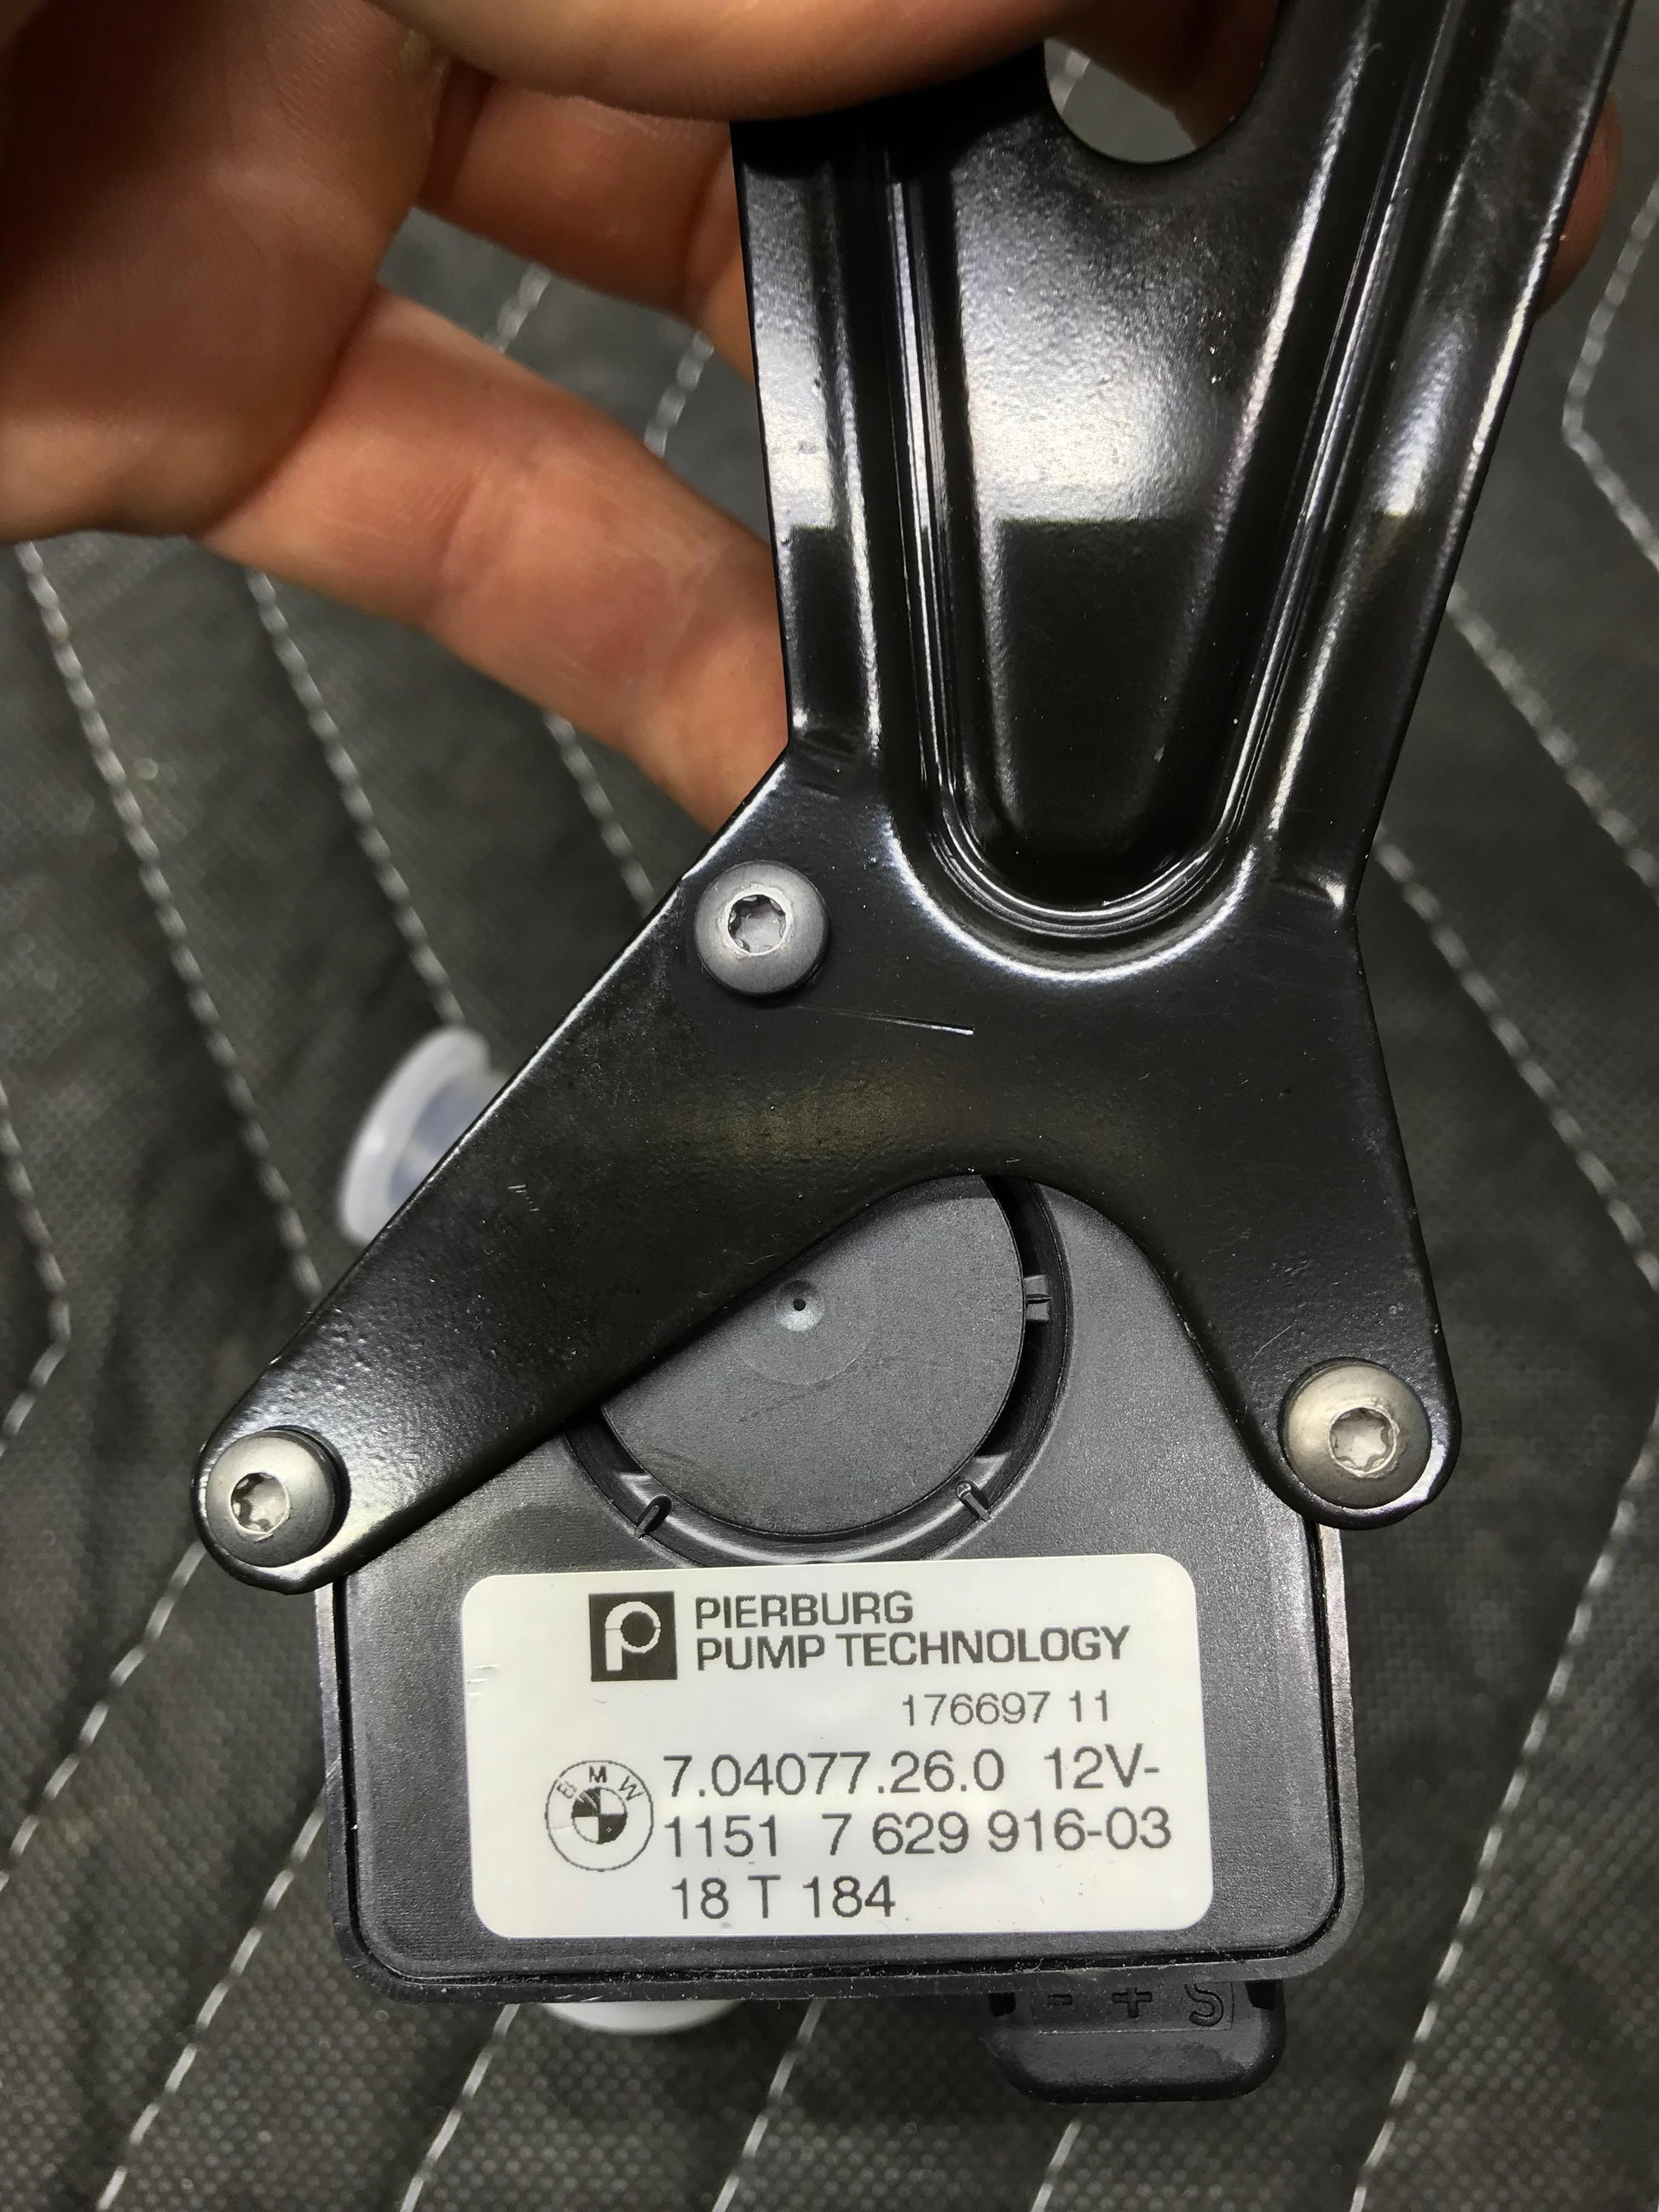 PIERBURG
PUMP TECHNOLOGY
176697 11
7.04077.26.0 12V-
BMW
1151 7 629 916-03
18 T 184
- + S